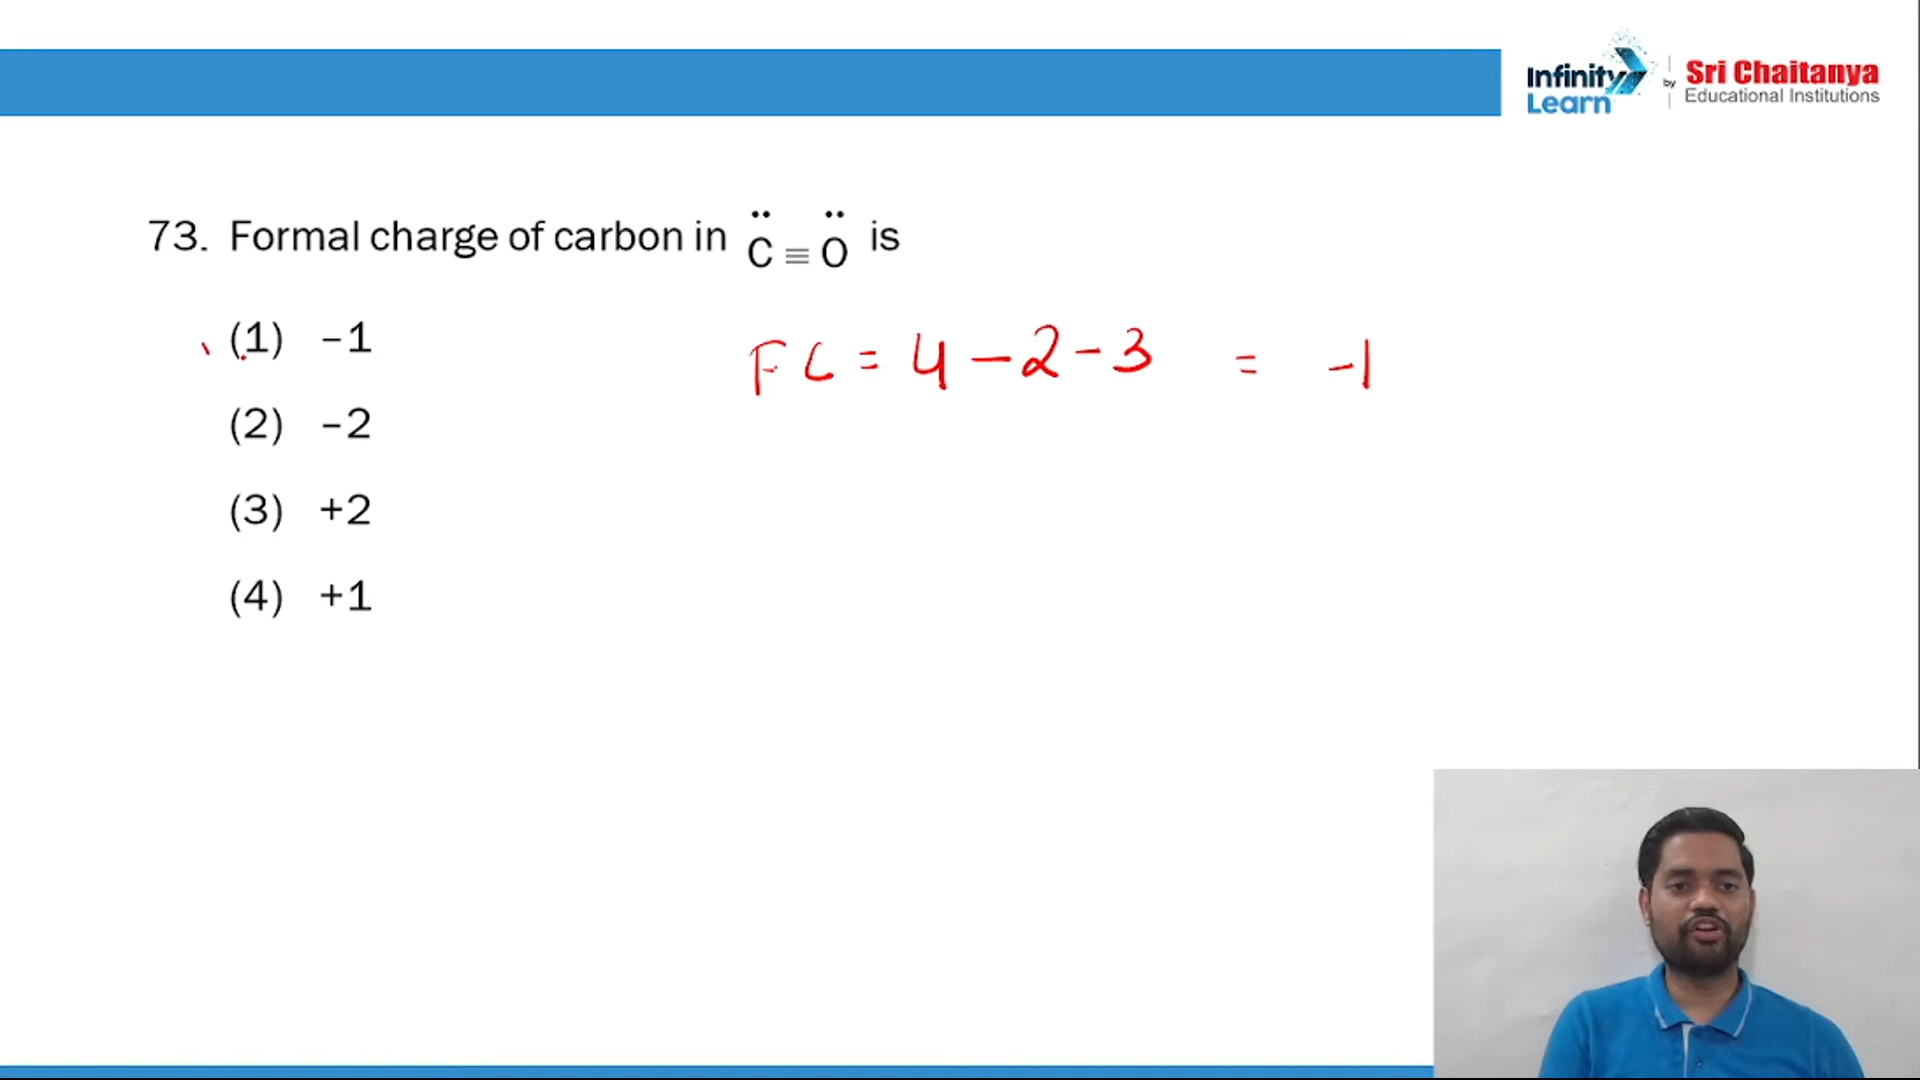 Infinity Learn by Sri Chaitanya Educational Institutions
73. Formal charge of carbon in C̈ ≡ Ö is
(1) –1
(2) –2
(3) +2
(4) +1
FC = 4 – 2 – 3 = -1